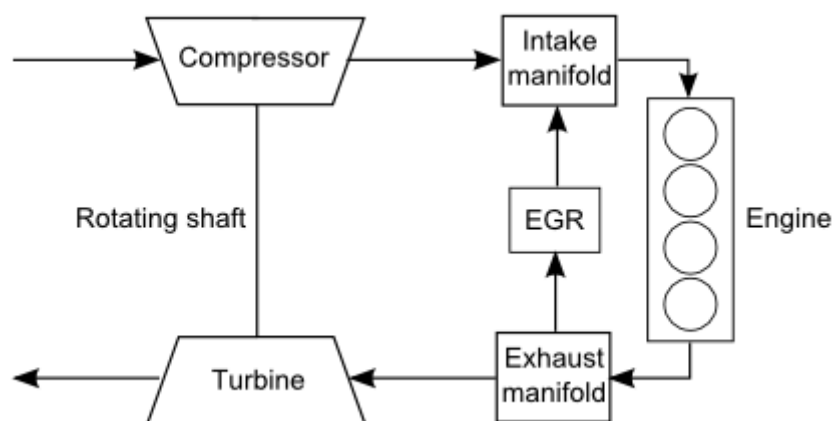 Compressor
Intake
manifold
Rotating shaft
EGR
Engine
Turbine
Exhaust
manifold